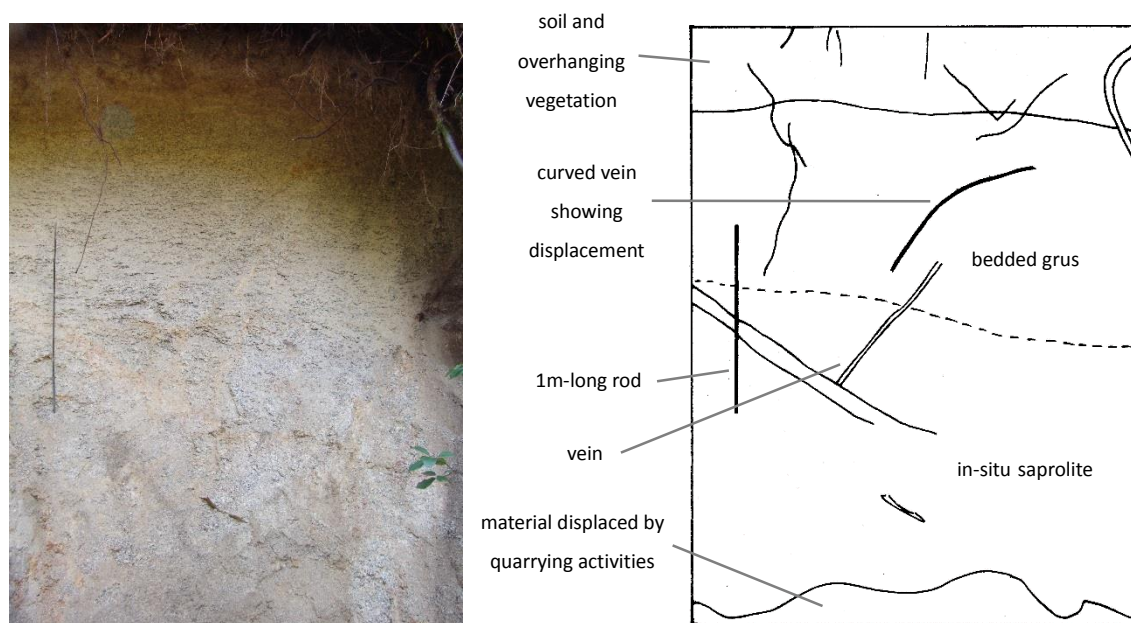 soil and
overhanging
vegetation
curved vein
showing
displacement
bedded grus
1m-long rod
vein
in-situ saprolite
material displaced by
quarrying activities